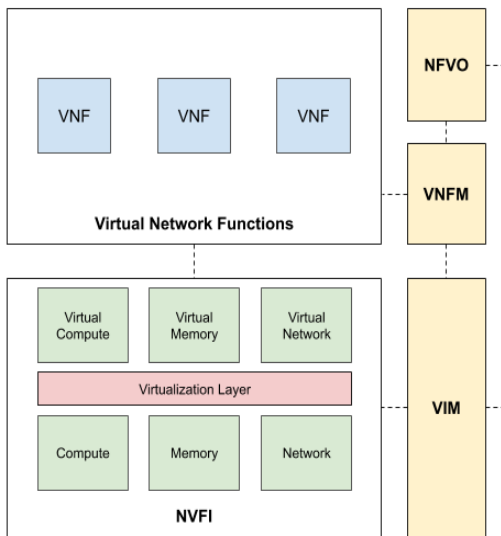 VNF
VNF
VNF
Virtual Network Functions
NFVO
VNFM
Virtual
Compute
Virtual
Memory
Virtual
Network
Virtualization Layer
Compute
Memory
Network
NVFI
VIM